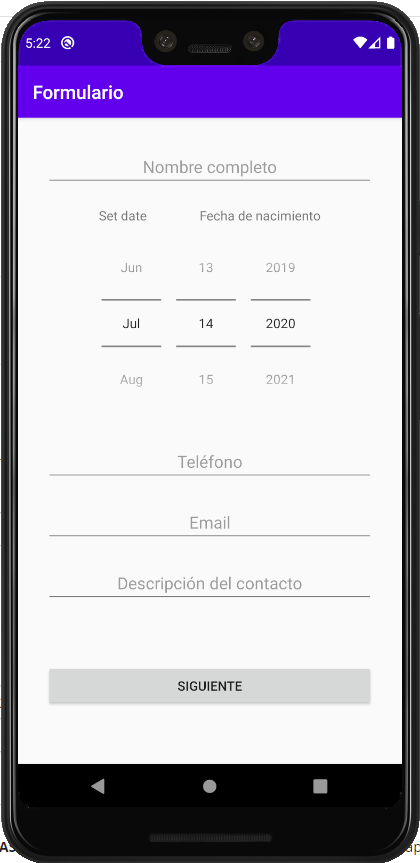 5:22
Formulario
Nombre completo
Set date Fecha de nacimiento
Jun 13 2019
Jul 14 2020
Aug 15 2021
Teléfono
Email
Descripción del contacto
SIGUIENTE